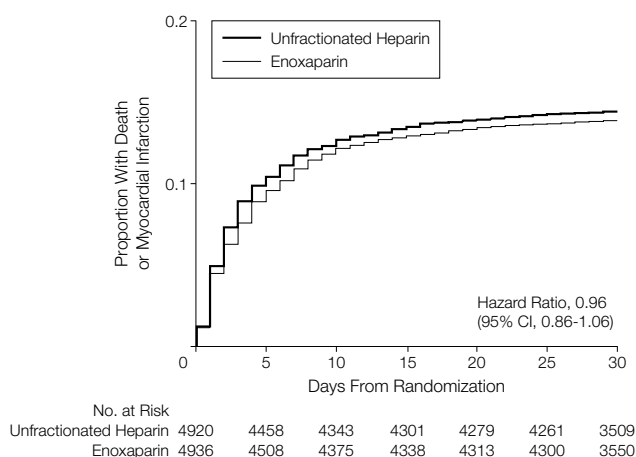 0.2
Unfractionated Heparin
Enoxaparin
Proportion With Death
or Myocardial Infarction
0.1
Hazard Ratio, 0.96
(95% CI, 0.86-1.06)
0 5 10 15 20 25 30
Days From Randomization
No. at Risk
Unfractionated Heparin 4920 4458 4343 4301 4279 4261 3509
Enoxaparin 4936 4508 4375 4338 4313 4300 3550